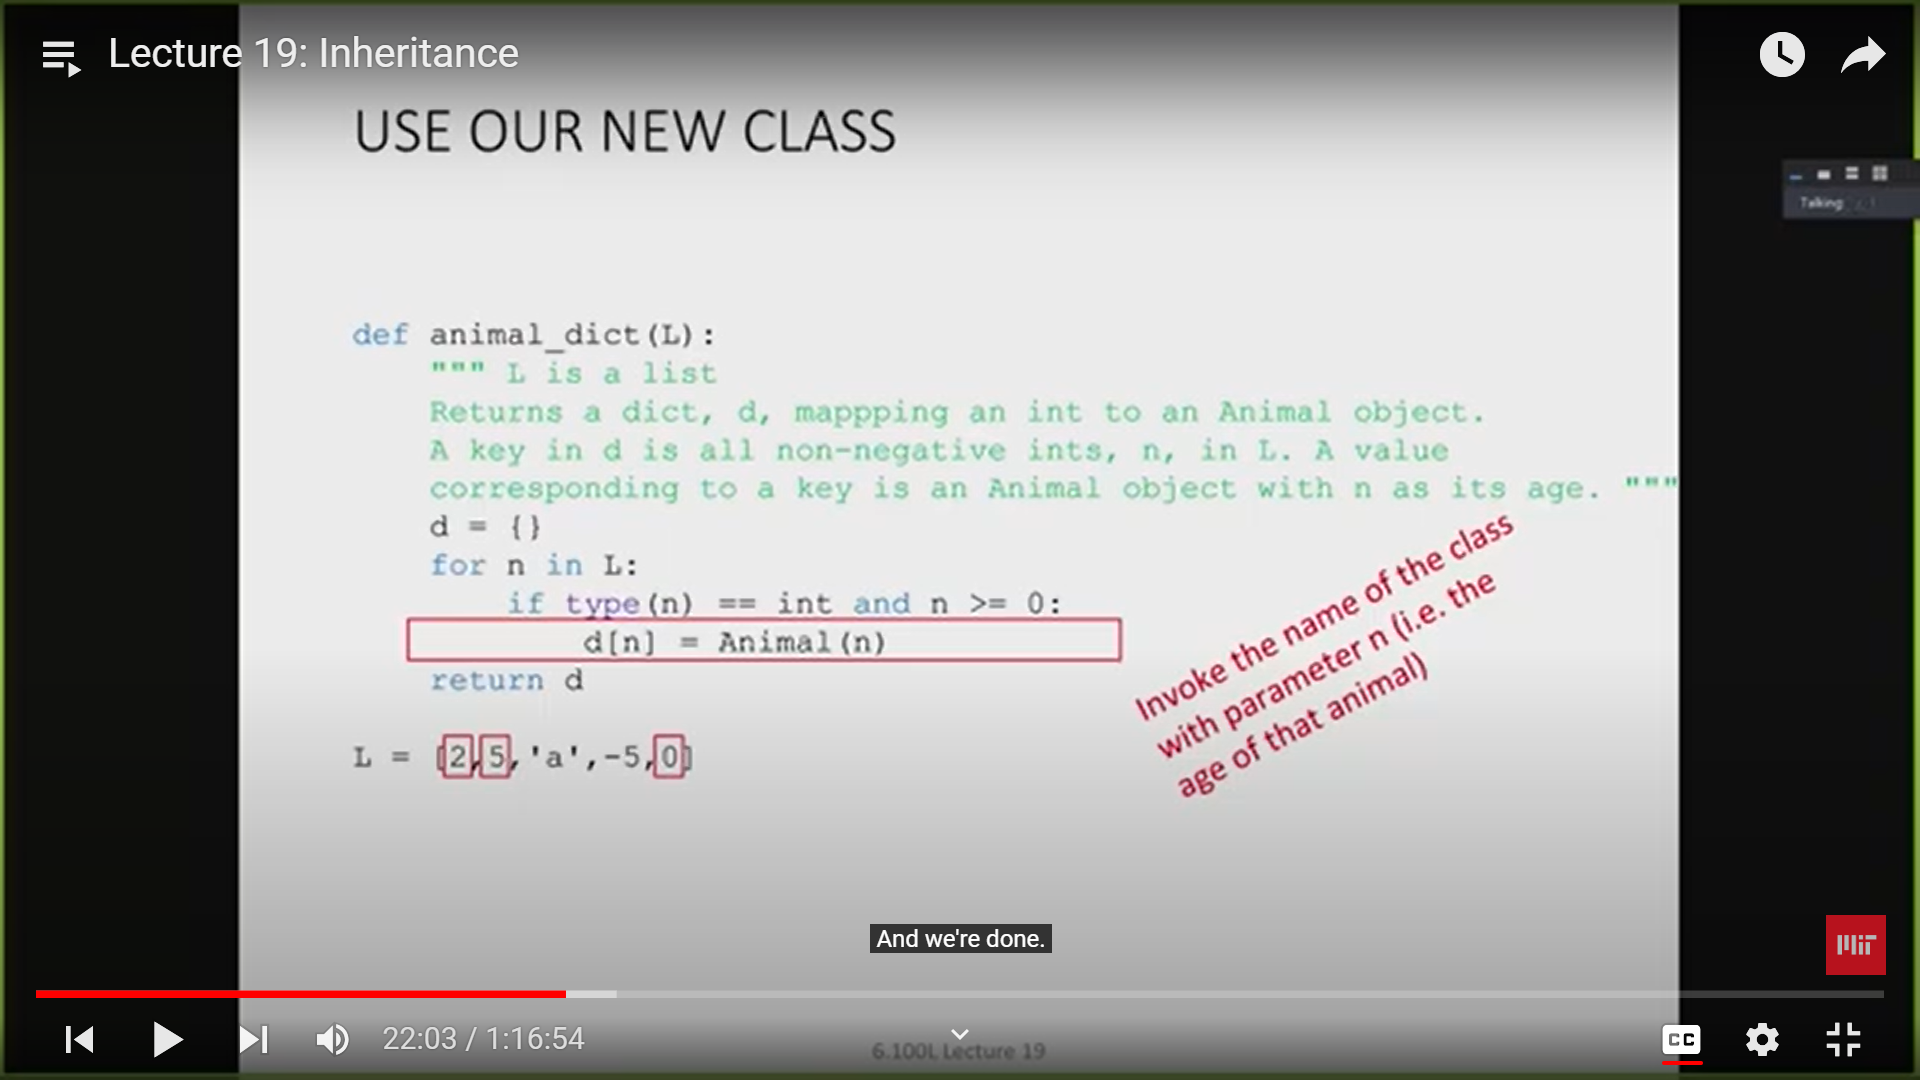 Lecture 19: Inheritance
USE OUR NEW CLASS
Talking:
def animal_dict(L):
""" L is a list
Returns a dict, d, mappping an int to an Animal object.
A key in d is all non-negative ints, n, in L. A value
corresponding to a key is an Animal object with n as its age. """
d = {}
for n in L:
if type(n) == int and n >= 0:
d[n] = Animal(n)
return d
Invoke the name of the class
with parameter n (i.e. the
age of that animal)
L = [2,5,'a',-5,0]
And we're done.
MIT
22:03 / 1:16:54
CC
6.100L Lecture 19